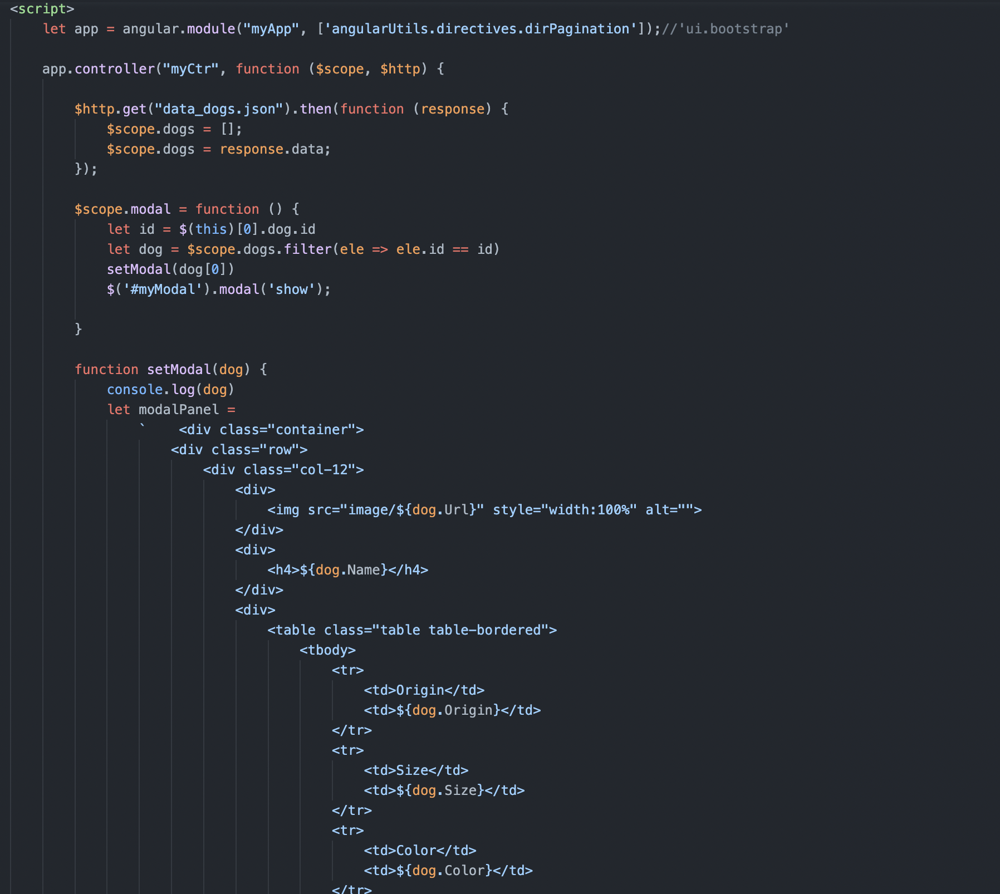 <script>
let app = angular.module("myApp", ['angularUtils.directives.dirPagination']);//'ui.bootstrap'
app.controller("myCtr", function ($scope, $http) {
$http.get("data_dogs.json").then(function (response) {
$scope.dogs = [];
$scope.dogs = response.data;
});
$scope.modal = function () {
let id = $(this)[0].dog.id
let dog = $scope.dogs.filter(ele => ele.id == id)
setModal(dog[0])
$('#myModal').modal('show');
}
function setModal(dog) {
console.log(dog)
let modalPanel =
`    <div class="container">
<div class="row">
<div class="col-12">
<div>
<img src="image/${dog.Url}" style="width:100%" alt="">
</div>
<div>
<h4>${dog.Name}</h4>
</div>
<div>
<table class="table table-bordered">
<tbody>
<tr>
<td>Origin</td>
<td>${dog.Origin}</td>
</tr>
<tr>
<td>Size</td>
<td>${dog.Size}</td>
</tr>
<tr>
<td>Color</td>
<td>${dog.Color}</td>
</tr>